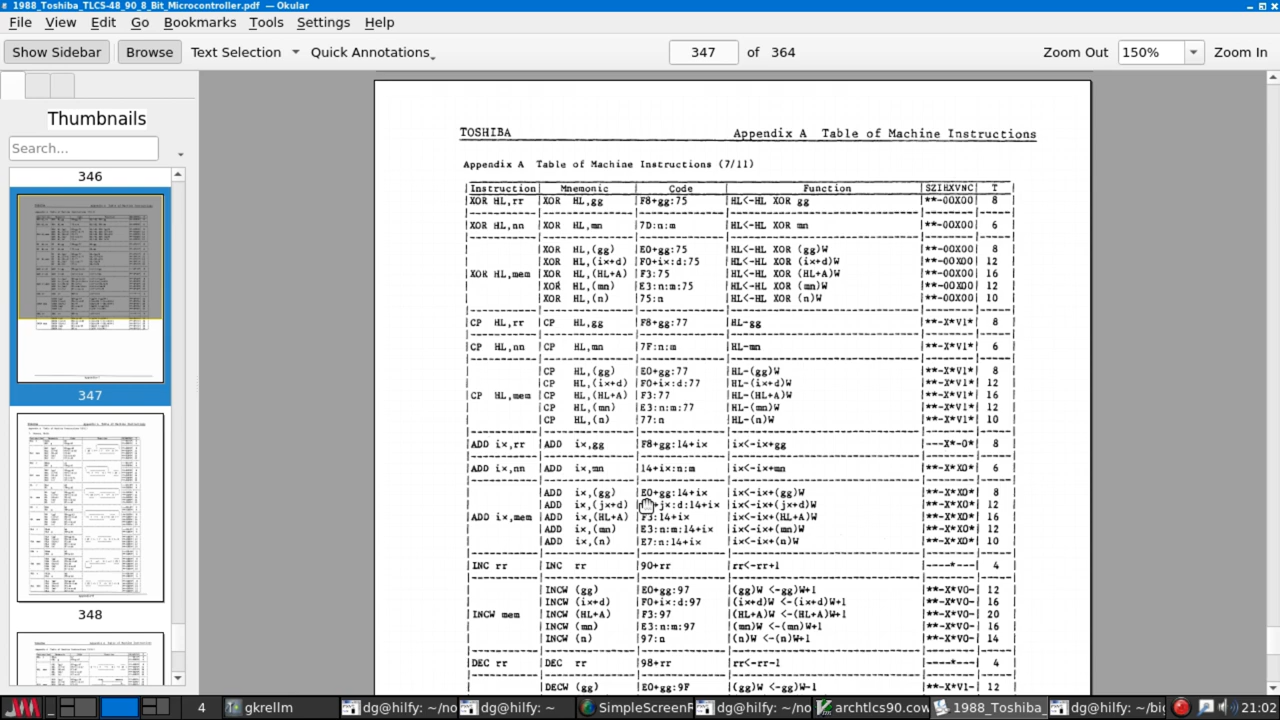 1988_Toshiba_TLCS-48_90_8_Bit_Microcontroller.pdf — Okular
File View Edit Go Bookmarks Tools Settings Help
Show Sidebar Browse Text Selection Quick Annotations 347 of 364 Zoom Out 150% Zoom In
Thumbnails
Search...
346
347
348
TOSHIBA Appendix A Table of Machine Instructions
Appendix A Table of Machine Instructions (7/11)
Instruction Mnemonic Code Function SZIHXVNC T
XOR HL,rr XOR HL,gg F8+gg:75 HL<-HL XOR gg **-00X00 8
XOR HL,nn XOR HL,mn 7D:n:m HL<-HL XOR mn **-00X00 6
XOR HL,(gg) E0+gg:75 HL<-HL XOR (gg)W **-00X00 8
XOR HL,(ix+d) F0+ix:d:75 HL<-HL XOR (ix+d)W **-00X00 12
XOR HL,mem XOR HL,(HL+A) F3:75 HL<-HL XOR (HL+A)W **-00X00 16
XOR HL,(mn) E3:n:m:75 HL<-HL XOR (mn)W **-00X00 12
XOR HL,(n) 75:n HL<-HL XOR (n)W **-00X00 10
CP HL,rr CP HL,gg F8+gg:77 HL-gg **-X*V1* 8
CP HL,nn CP HL,mn 7F:n:m HL-mn **-X*V1* 6
CP HL,(gg) E0+gg:77 HL-(gg)W **-X*V1* 8
CP HL,(ix+d) F0+ix:d:77 HL-(ix+d)W **-X*V1* 12
CP HL,mem CP HL,(HL+A) F3:77 HL-(HL+A)W **-X*V1* 16
CP HL,(mn) E3:n:m:77 HL-(mn)W **-X*V1* 12
CP HL,(n) 77:n HL-(n)W **-X*V1* 10
ADD ix,rr ADD ix,gg F8+gg:14+ix ix<-ix+gg ---X*-0* 8
ADD ix,nn ADD ix,mn 14+ix:n:m ix<-ix+mn **-X*X0* 6
ADD ix,(gg) E0+gg:14+ix ix<-ix+(gg)W **-X*X0* 8
ADD ix,(jx+d) +jx:d:14+ix ix<-ix+(jx+d)W **-X*X0* 12
ADD ix,mem ADD ix,(HL+A) F3:14+ix ix<-ix+(HL+A)W **-X*X0* 16
ADD ix,(mn) E3:n:m:14+ix ix<-ix+(mn)W **-X*X0* 12
ADD ix,(n) E7:n:14+ix ix<-ix+(n)W **-X*X0* 10
INC rr INC rr 90+rr rr<-rr+1 ----*--- 4
INCW (gg) E0+gg:97 (gg)W <-(gg)W+1 **-X*V0- 12
INCW (ix+d) F0+ix:d:97 (ix+d)W <-(ix+d)W+1 **-X*V0- 16
INCW mem INCW (HL+A) F3:97 (HL+A)W <-(HL+A)W+1 **-X*V0- 20
INCW (mn) E3:n:m:97 (mn)W <-(mn)W+1 **-X*V0- 16
INCW (n) 97:n (n)W <-(n)W+1 **-X*V0- 14
DEC rr DEC rr 98+rr rr<-rr-1 ----*--- 4
DECW (gg) E0+gg:9F (gg)W <-(gg)W-1 **-X*V1- 12
4 gkrellm dg@hilfy: ~/no dg@hilfy: ~ SimpleScreenR dg@hilfy: ~/no archtlcs90.cow 1988_Toshiba_ dg@hilfy: ~/big 21:02